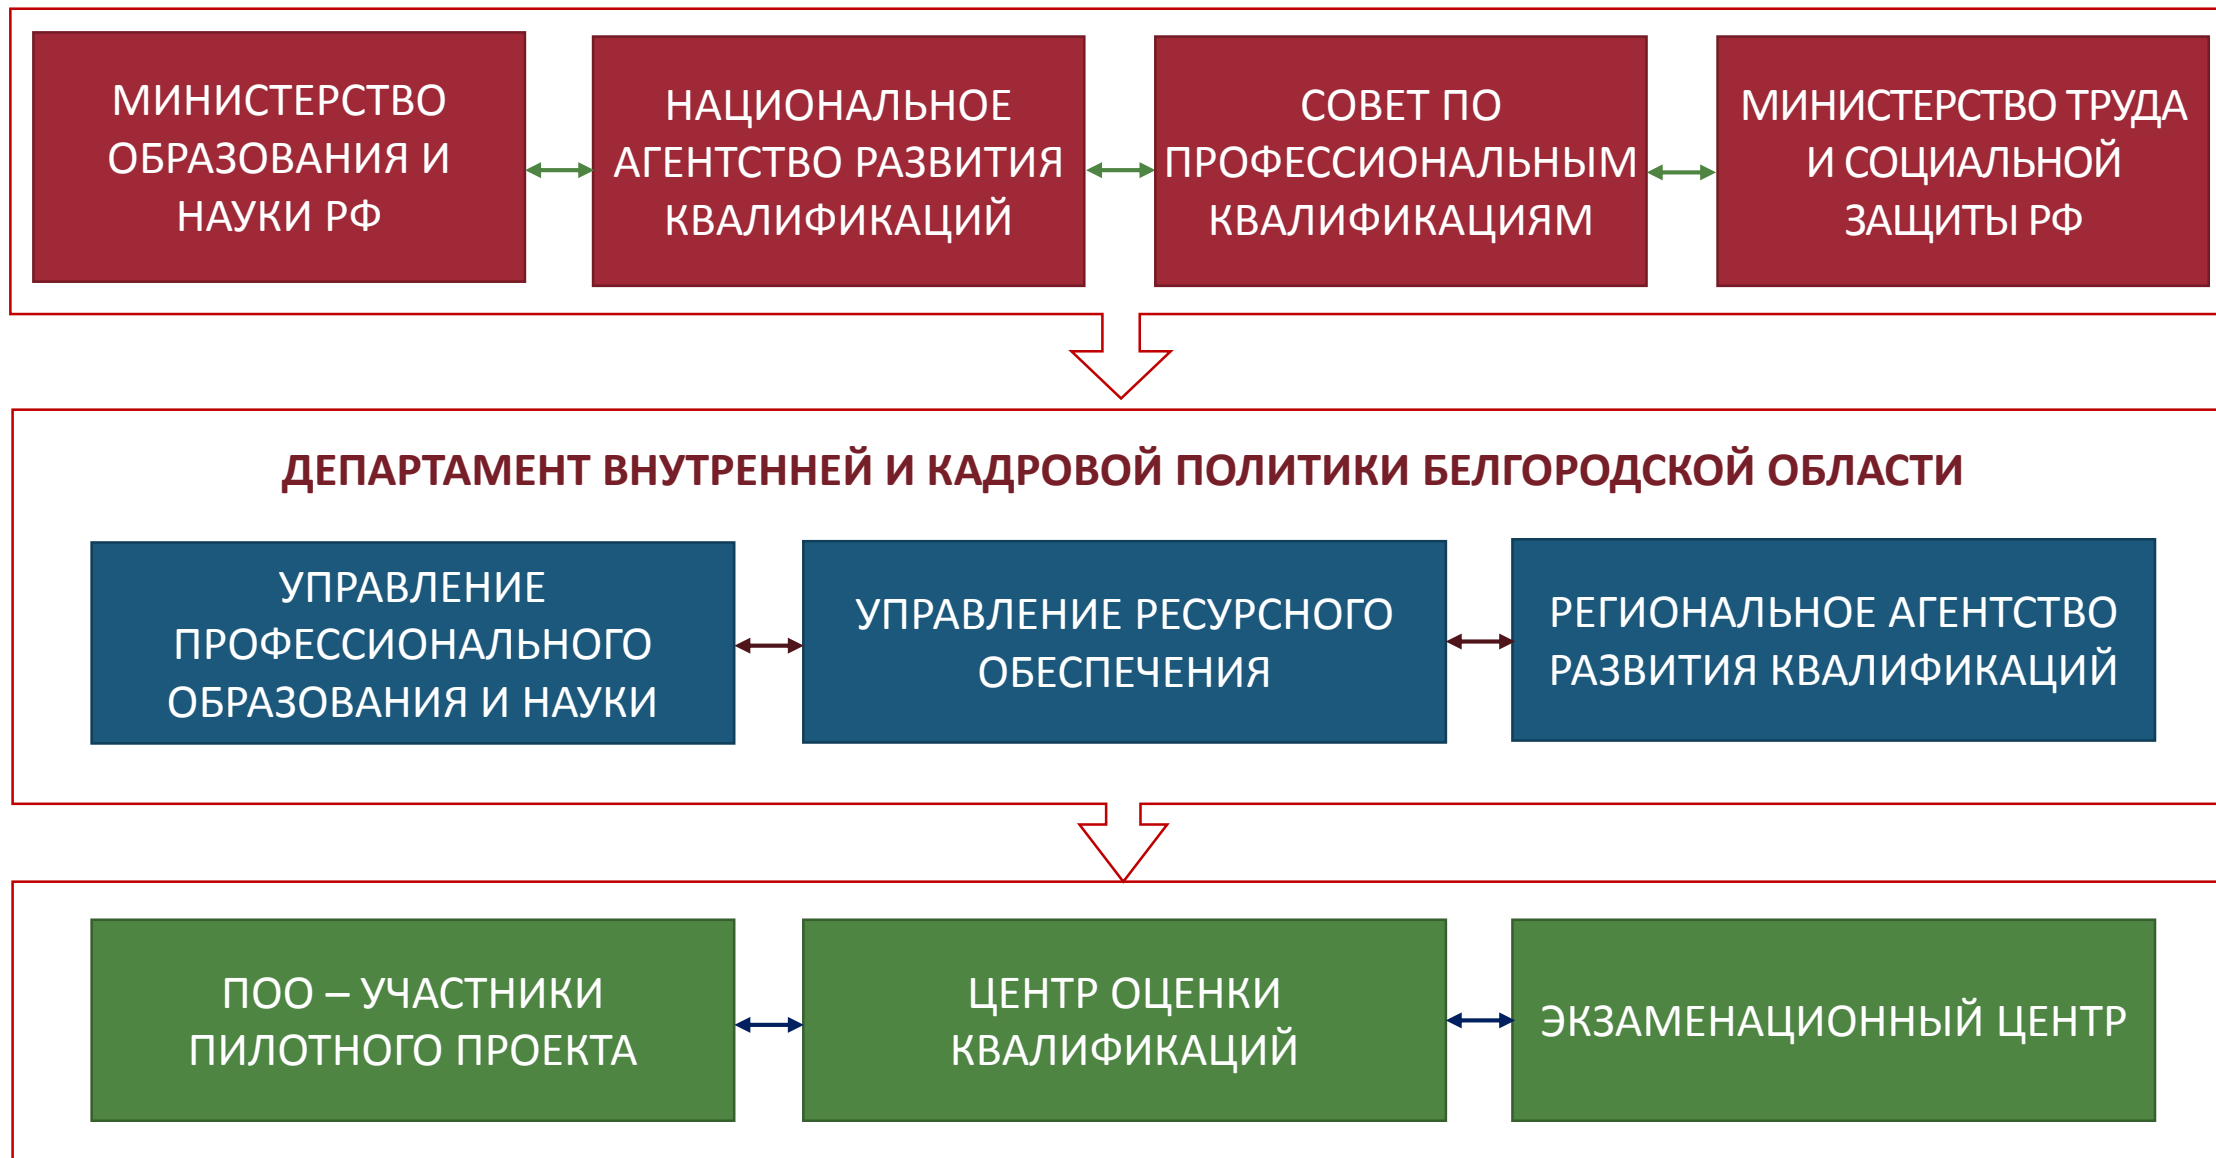 МИНИСТЕРСТВО
ОБРАЗОВАНИЯ И
НАУКИ РФ
НАЦИОНАЛЬНОЕ
АГЕНТСТВО РАЗВИТИЯ
КВАЛИФИКАЦИЙ
СОВЕТ ПО
ПРОФЕССИОНАЛЬНЫМ
КВАЛИФИКАЦИЯМ
МИНИСТЕРСТВО ТРУДА
И СОЦИАЛЬНОЙ
ЗАЩИТЫ РФ
ДЕПАРТАМЕНТ ВНУТРЕННЕЙ И КАДРОВОЙ ПОЛИТИКИ БЕЛГОРОДСКОЙ ОБЛАСТИ
УПРАВЛЕНИЕ
ПРОФЕССИОНАЛЬНОГО
ОБРАЗОВАНИЯ И НАУКИ
УПРАВЛЕНИЕ РЕСУРСНОГО
ОБЕСПЕЧЕНИЯ
РЕГИОНАЛЬНОЕ АГЕНТСТВО
РАЗВИТИЯ КВАЛИФИКАЦИЙ
ПОО – УЧАСТНИКИ
ПИЛОТНОГО ПРОЕКТА
ЦЕНТР ОЦЕНКИ
КВАЛИФИКАЦИЙ
ЭКЗАМЕНАЦИОННЫЙ ЦЕНТР